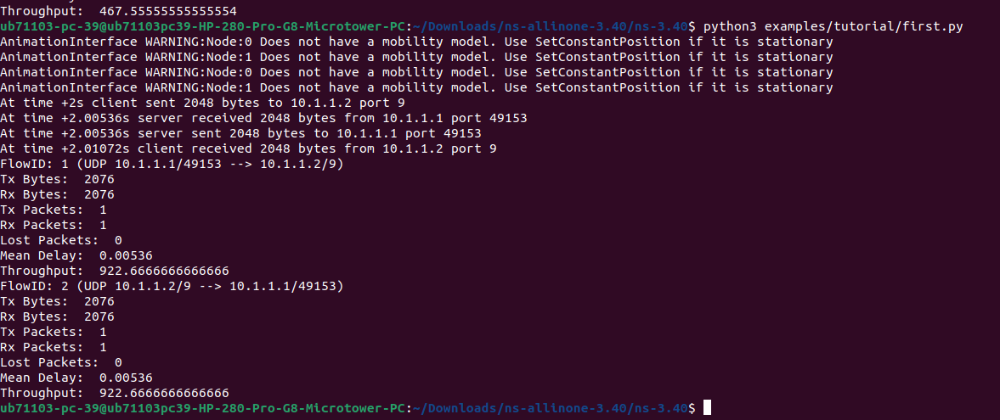 Throughput:  467.55555555555554
ub71103-pc-39@ub71103pc39-HP-280-Pro-G8-Microtower-PC:~/Downloads/ns-allinone-3.40/ns-3.40$ python3 examples/tutorial/first.py
AnimationInterface WARNING:Node:0 Does not have a mobility model. Use SetConstantPosition if it is stationary
AnimationInterface WARNING:Node:1 Does not have a mobility model. Use SetConstantPosition if it is stationary
AnimationInterface WARNING:Node:0 Does not have a mobility model. Use SetConstantPosition if it is stationary
AnimationInterface WARNING:Node:1 Does not have a mobility model. Use SetConstantPosition if it is stationary
At time +2s client sent 2048 bytes to 10.1.1.2 port 9
At time +2.00536s server received 2048 bytes from 10.1.1.1 port 49153
At time +2.00536s server sent 2048 bytes to 10.1.1.1 port 49153
At time +2.01072s client received 2048 bytes from 10.1.1.2 port 9
FlowID: 1 (UDP 10.1.1.1/49153 --> 10.1.1.2/9)
Tx Bytes:  2076
Rx Bytes:  2076
Tx Packets:  1
Rx Packets:  1
Lost Packets:  0
Mean Delay:  0.00536
Throughput:  922.6666666666666
FlowID: 2 (UDP 10.1.1.2/9 --> 10.1.1.1/49153)
Tx Bytes:  2076
Rx Bytes:  2076
Tx Packets:  1
Rx Packets:  1
Lost Packets:  0
Mean Delay:  0.00536
Throughput:  922.6666666666666
ub71103-pc-39@ub71103pc39-HP-280-Pro-G8-Microtower-PC:~/Downloads/ns-allinone-3.40/ns-3.40$